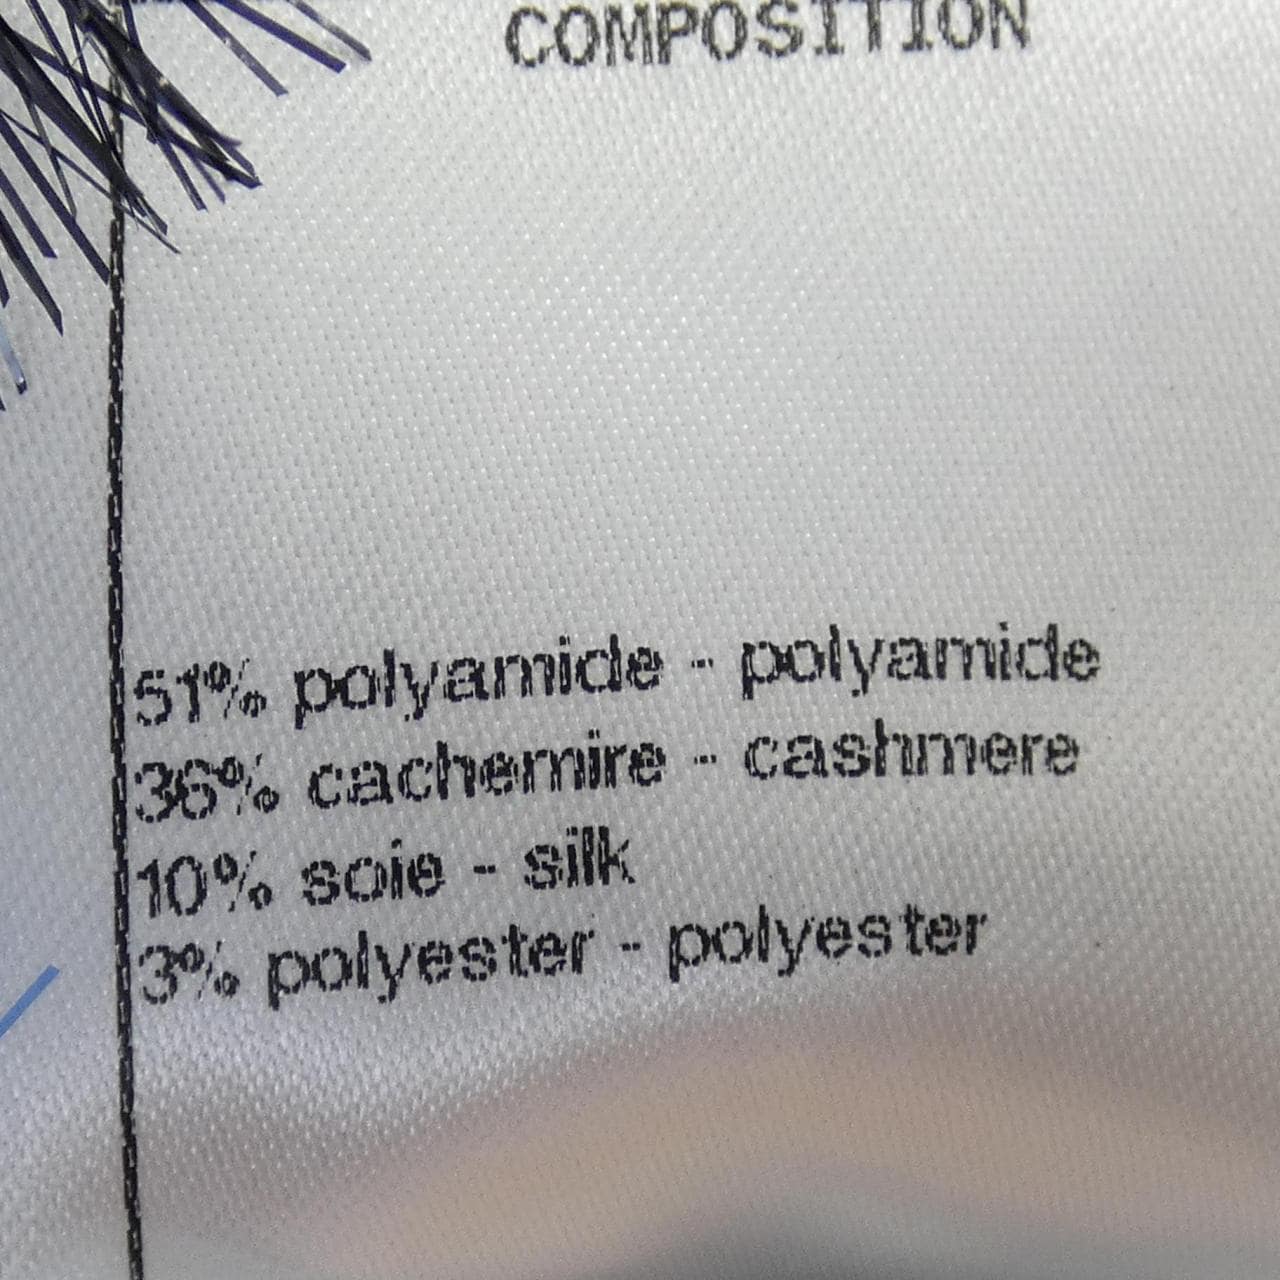 COMPOSITION
51% polyamide - polyamide
36% cachemire - cashmere
10% soie - silk
3% polyester - polyester